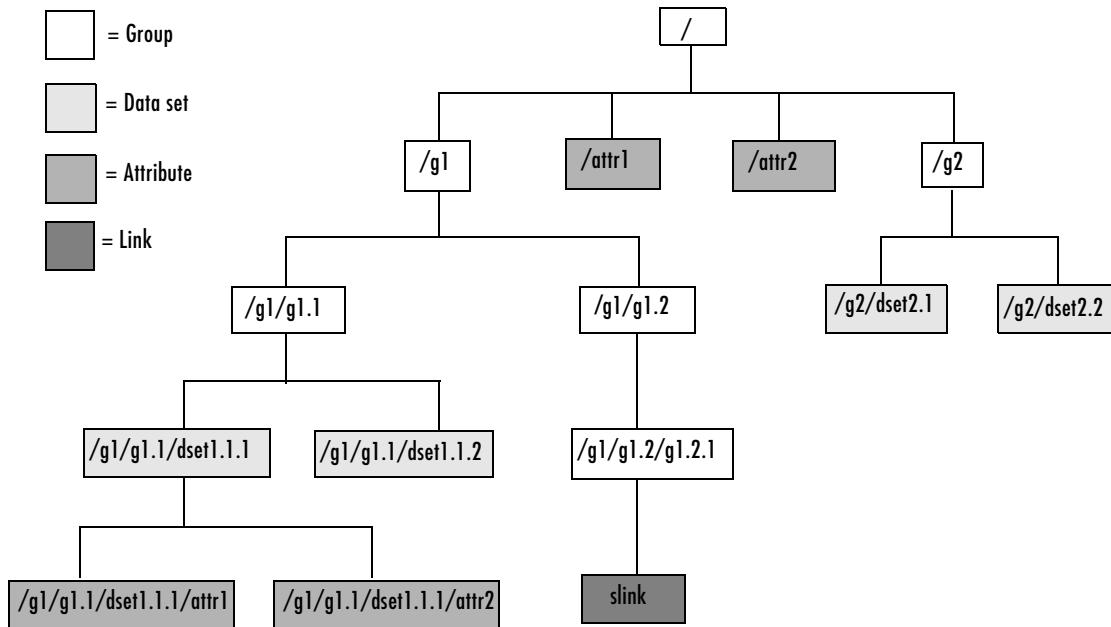 = Group
= Data set
= Attribute
= Link
/
/g1
/attr1
/attr2
/g2
/g1/g1.1
/g1/g1.2
/g2/dset2.1
/g2/dset2.2
/g1/g1.1/dset1.1.1
/g1/g1.1/dset1.1.2
/g1/g1.2/g1.2.1
/g1/g1.1/dset1.1.1/attr1
/g1/g1.1/dset1.1.1/attr2
slink